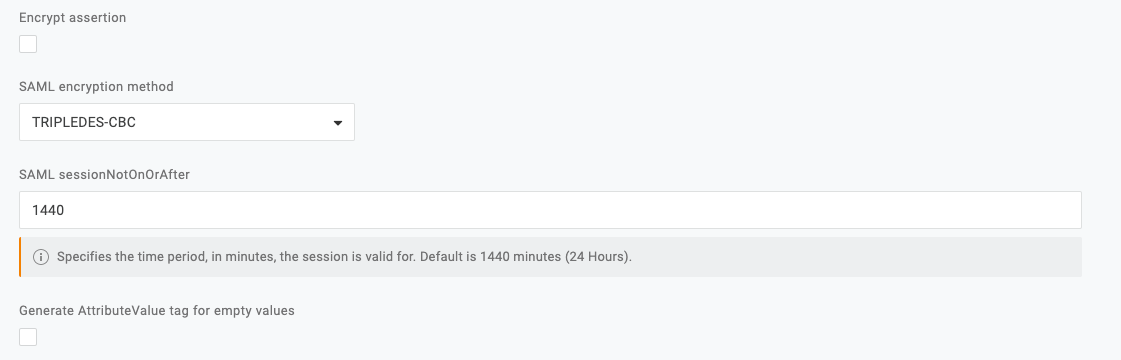 Encrypt assertion
SAML encryption method
TRIPLEDES-CBC
SAML sessionNotOnOrAfter
1440
Specifies the time period, in minutes, the session is valid for. Default is 1440 minutes (24 Hours).
Generate AttributeValue tag for empty values